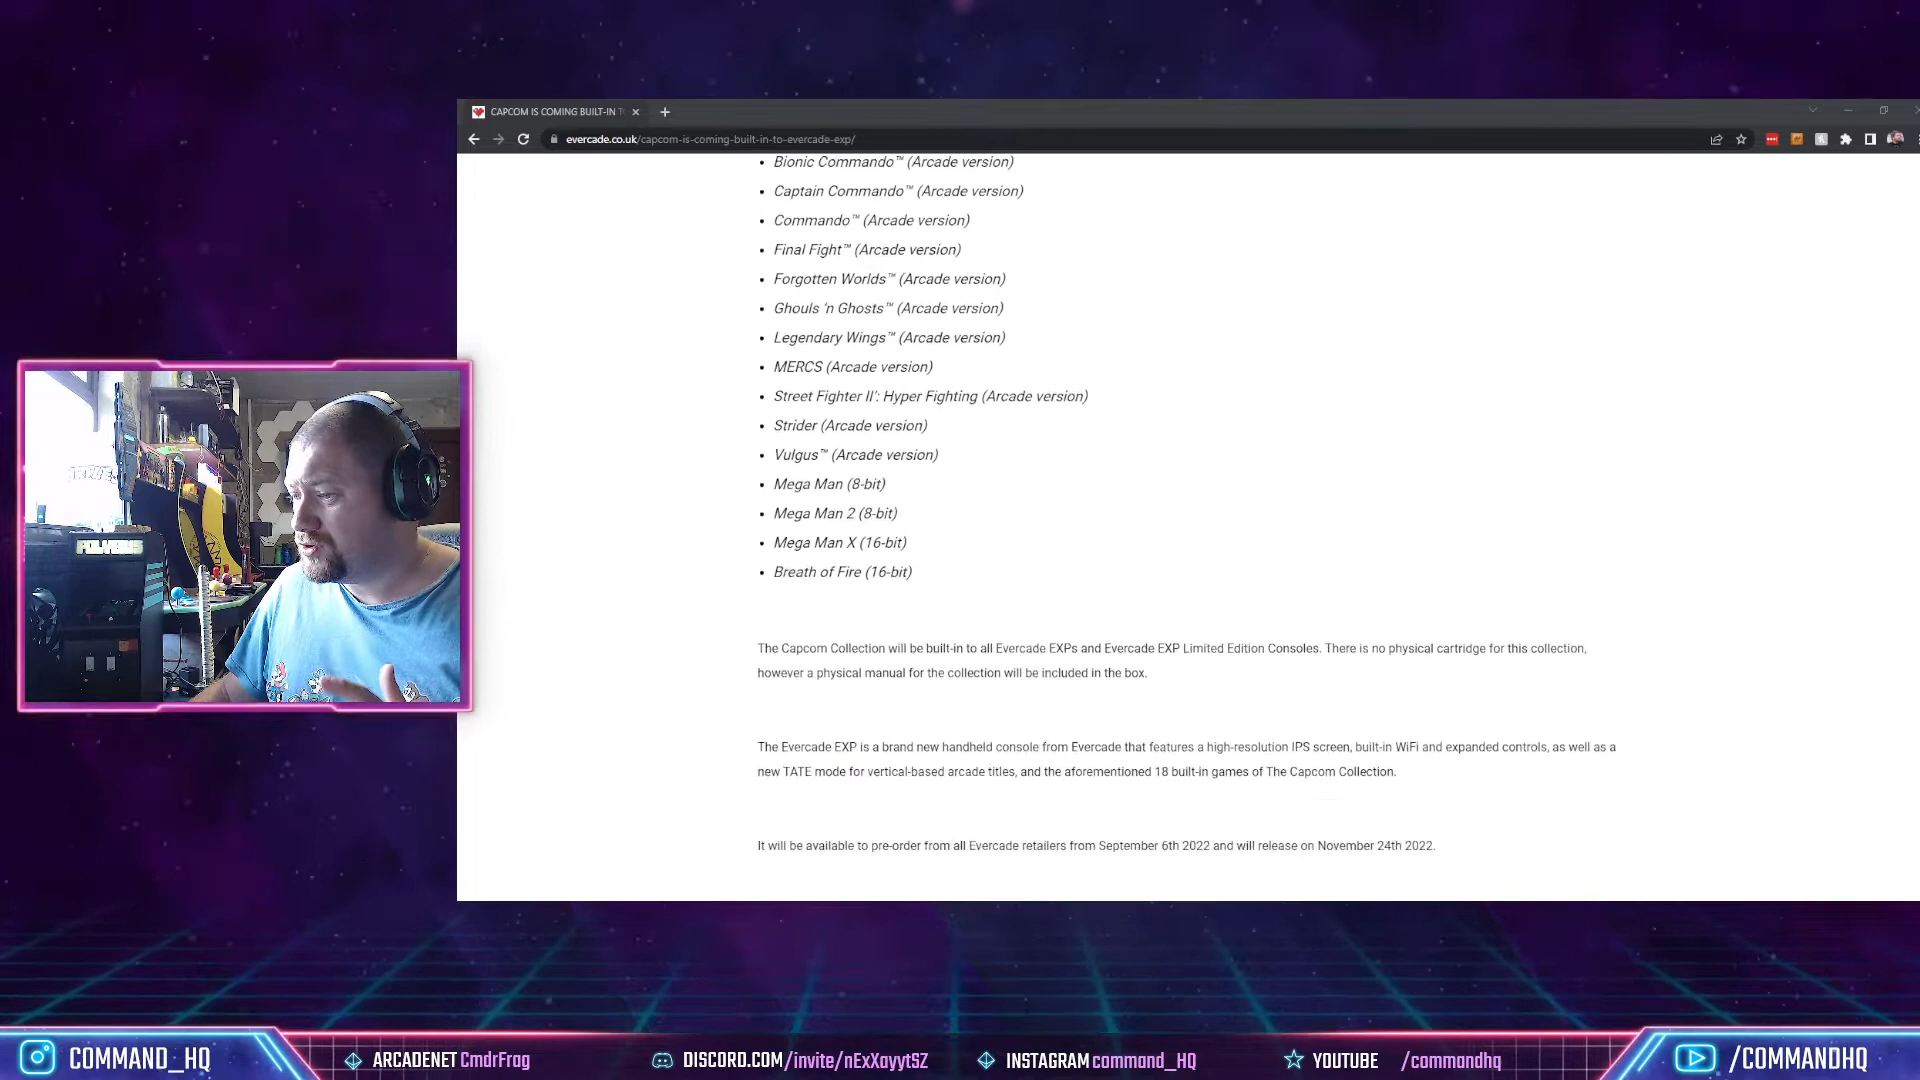 CAPCOM IS COMING BUILT-IN T
evercade.co.uk/capcom-is-coming-built-in-to-evercade-exp/
• Bionic Commando™ (Arcade version)
• Captain Commando™ (Arcade version)
• Commando™ (Arcade version)
• Final Fight™ (Arcade version)
• Forgotten Worlds™ (Arcade version)
• Ghouls ‘n Ghosts™ (Arcade version)
• Legendary Wings™ (Arcade version)
• MERCS (Arcade version)
• Street Fighter II’: Hyper Fighting (Arcade version)
• Strider (Arcade version)
• Vulgus™ (Arcade version)
• Mega Man (8-bit)
• Mega Man 2 (8-bit)
• Mega Man X (16-bit)
• Breath of Fire (16-bit)
The Capcom Collection will be built-in to all Evercade EXPs and Evercade EXP Limited Edition Consoles. There is no physical cartridge for this collection,
however a physical manual for the collection will be included in the box.
The Evercade EXP is a brand new handheld console from Evercade that features a high-resolution IPS screen, built-in WiFi and expanded controls, as well as a
new TATE mode for vertical-based arcade titles, and the aforementioned 18 built-in games of The Capcom Collection.
It will be available to pre-order from all Evercade retailers from September 6th 2022 and will release on November 24th 2022.
POLYBIUS
COMMAND_HQ
ARCADENET CmdrFrag
DISCORD.COM/invite/nExXayytSZ
INSTAGRAM command_HQ
YOUTUBE /commandhq
/COMMANDHQ